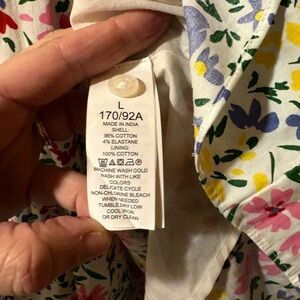 L
170/92A
MADE IN INDIA
SHELL:
96% COTTON
4% ELASTANE
LINING:
100% COTTON
MACHINE WASH COLD
WASH WITH LIKE
COLORS
DELICATE CYCLE
NON-CHLORINE BLEACH
WHEN NEEDED
TUMBLE DRY LOW
COOL IRON
OR DRY CLEAN